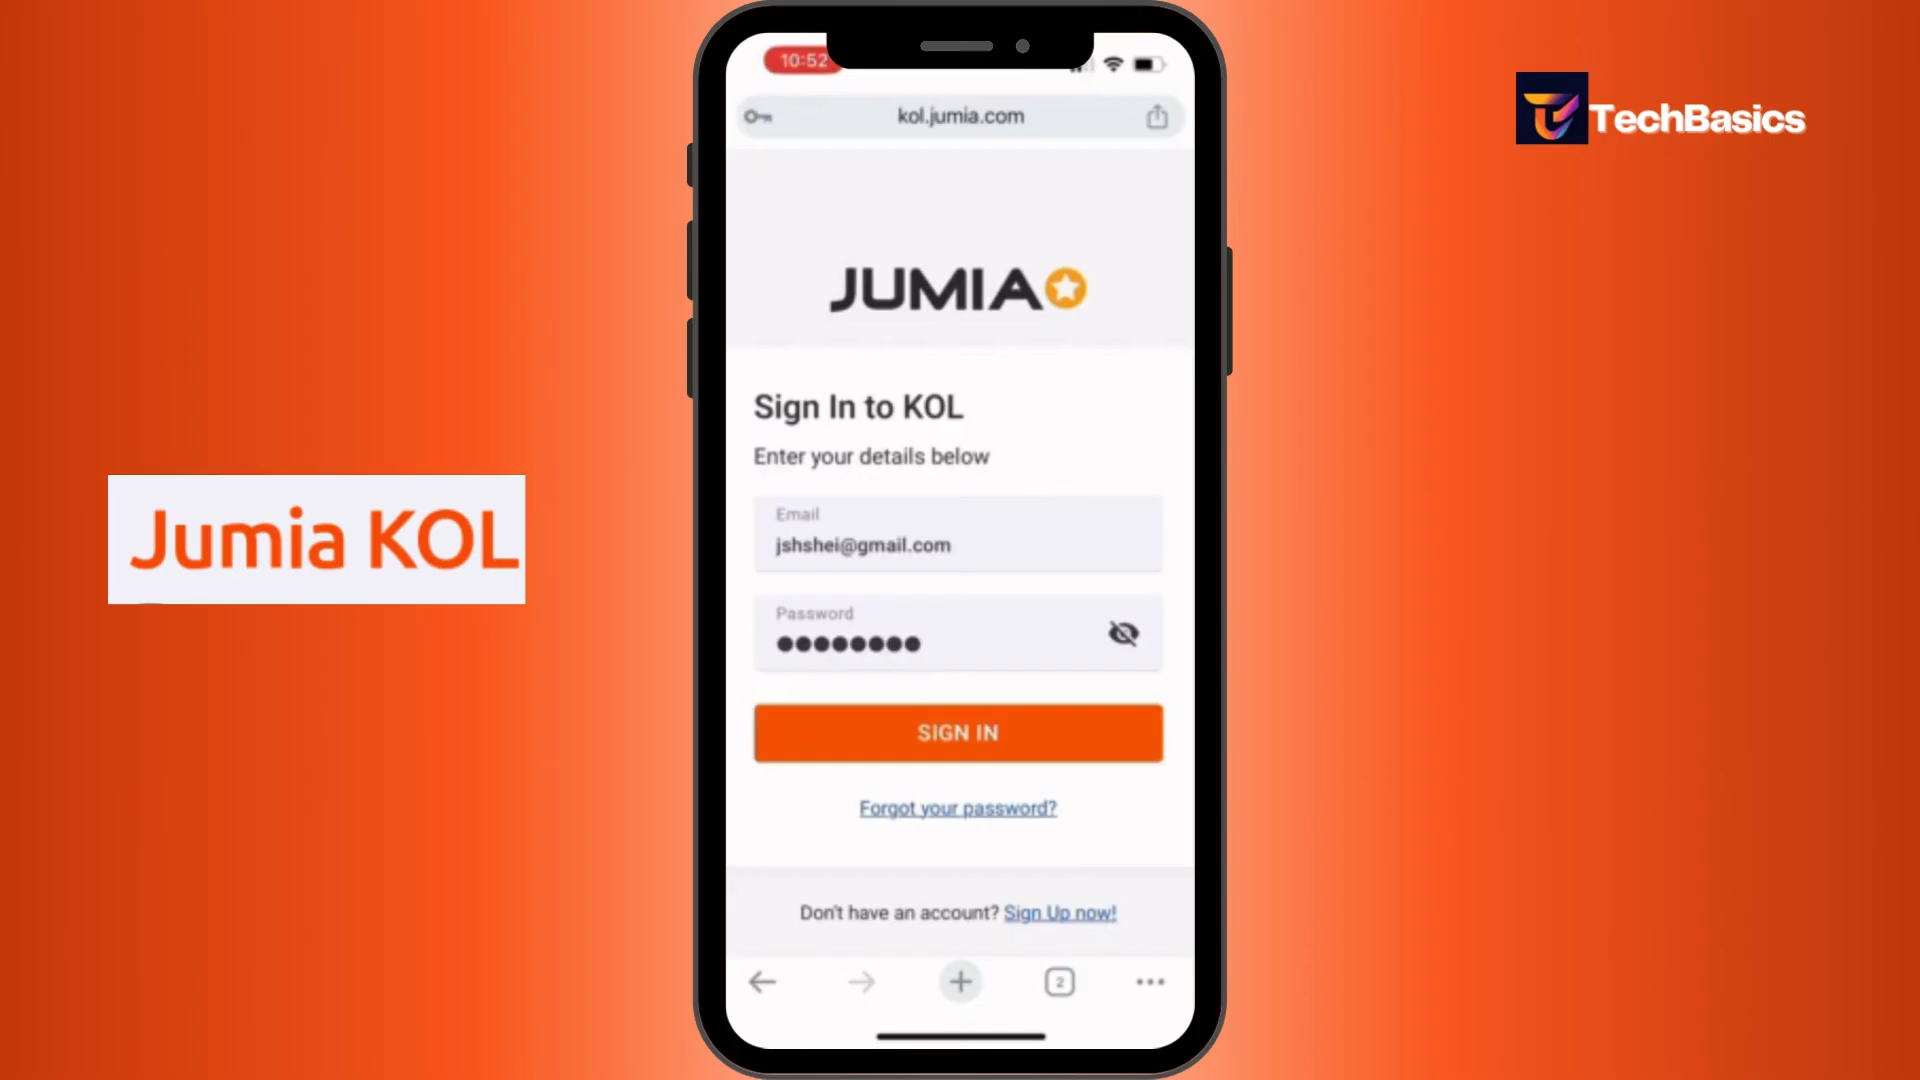 10:52
kol.jumia.com
TechBasics
JUMIA
Sign In to KOL
Enter your details below
Email
jshshei@gmail.com
Jumia KOL
Password
SIGN IN
Forgot your password?
Don't have an account? Sign Up now!
2